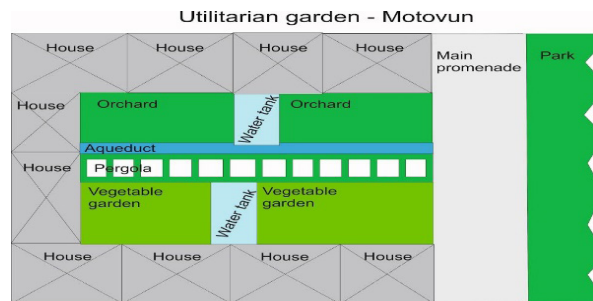 Utilitarian garden - Motovun
House House House House
Main
promenade
Park
House
Orchard
Water tank
Orchard
Aqueduct
House
Pergola
Vegetable
garden
Water tank
Vegetable
garden
House House House House